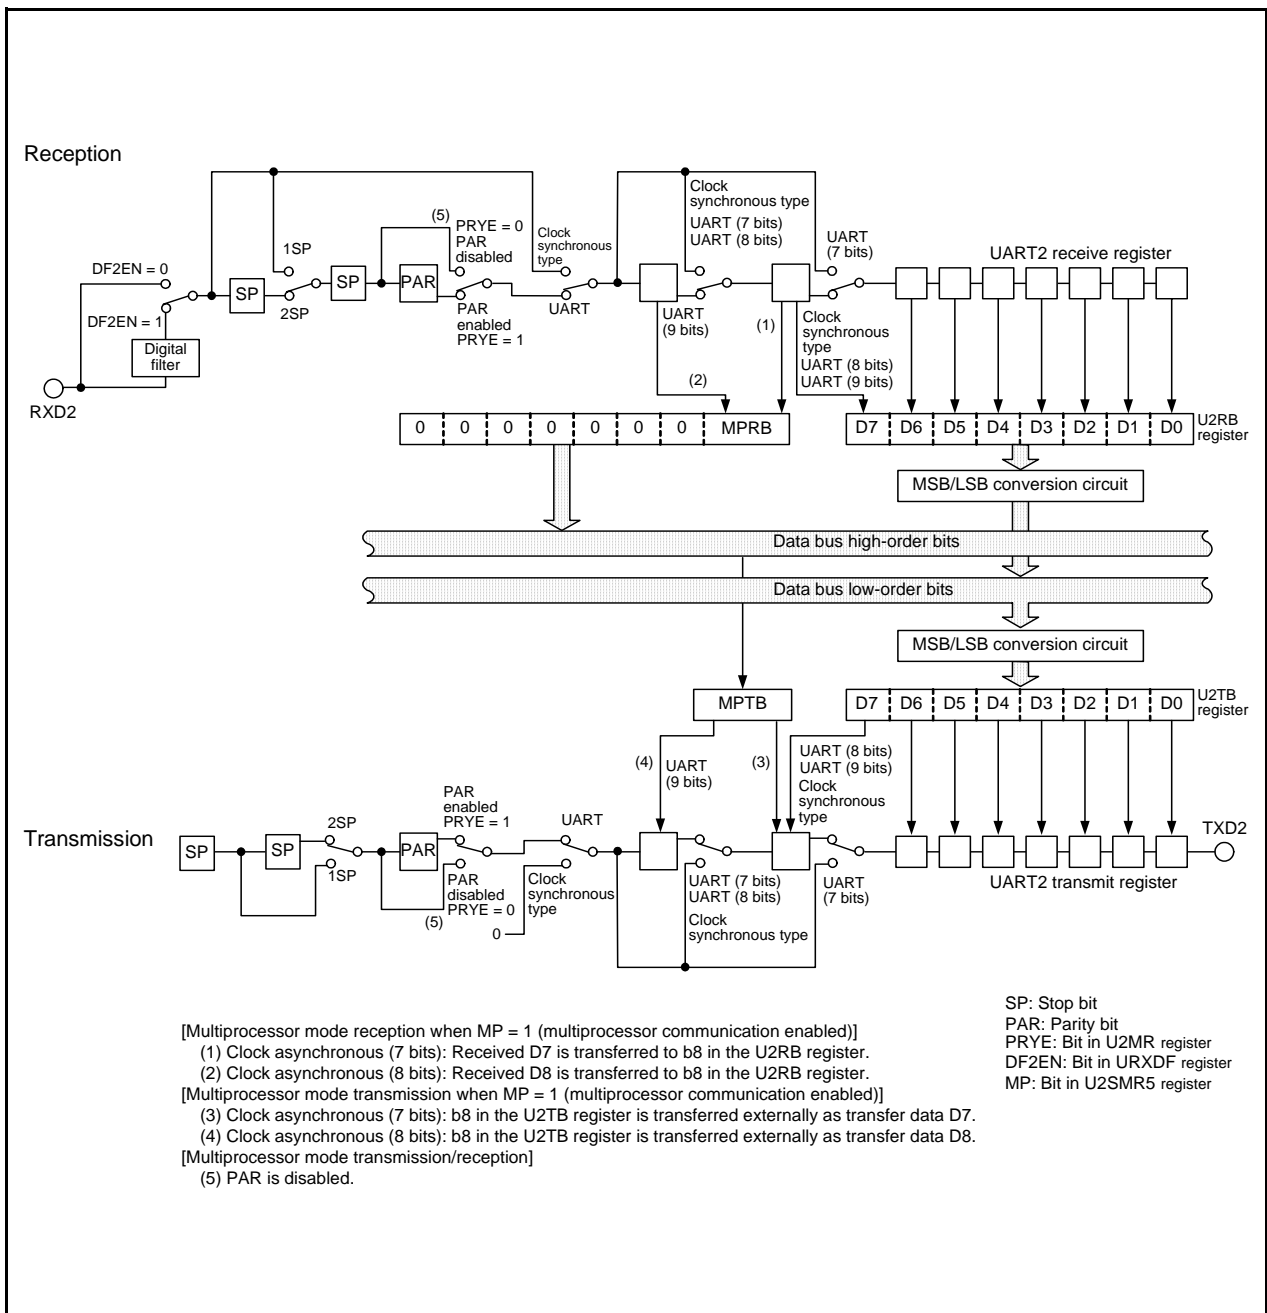 Reception
Clock
synchronous type
UART (7 bits)
UART (8 bits)
(5)
PRYE = 0
PAR
disabled
Clock
synchronous
type
UART
(7 bits)
1SP
UART2 receive register
DF2EN = 0
SP
SP
PAR
2SP
UART
DF2EN = 1
PAR
enabled
PRYE = 1
UART
(9 bits)
(1)
Clock
synchronous
type
UART (8 bits)
UART (9 bits)
Digital
filter
(2)
RXD2
0 0 0 0 0 0 0 MPRB
D7 D6 D5 D4 D3 D2 D1 D0
U2RB
register
MSB/LSB conversion circuit
Data bus high-order bits
Data bus low-order bits
MSB/LSB conversion circuit
MPTB
D7 D6 D5 D4 D3 D2 D1 D0
U2TB
register
(4)
UART
(9 bits)
(3)
UART (8 bits)
UART (9 bits)
Clock
synchronous
type
PAR
enabled
PRYE = 1
2SP
UART
Transmission
TXD2
SP
SP
PAR
1SP
PAR
disabled
PRYE = 0
(5)
Clock
synchronous
type
0
UART (7 bits)
UART (8 bits)
Clock
synchronous type
UART
(7 bits)
UART2 transmit register
SP: Stop bit
PAR: Parity bit
PRYE: Bit in U2MR register
DF2EN: Bit in URXDF register
MP: Bit in U2SMR5 register
[Multiprocessor mode reception when MP = 1 (multiprocessor communication enabled)]
(1) Clock asynchronous (7 bits): Received D7 is transferred to b8 in the U2RB register.
(2) Clock asynchronous (8 bits): Received D8 is transferred to b8 in the U2RB register.
[Multiprocessor mode transmission when MP = 1 (multiprocessor communication enabled)]
(3) Clock asynchronous (7 bits): b8 in the U2TB register is transferred externally as transfer data D7.
(4) Clock asynchronous (8 bits): b8 in the U2TB register is transferred externally as transfer data D8.
[Multiprocessor mode transmission/reception]
(5) PAR is disabled.